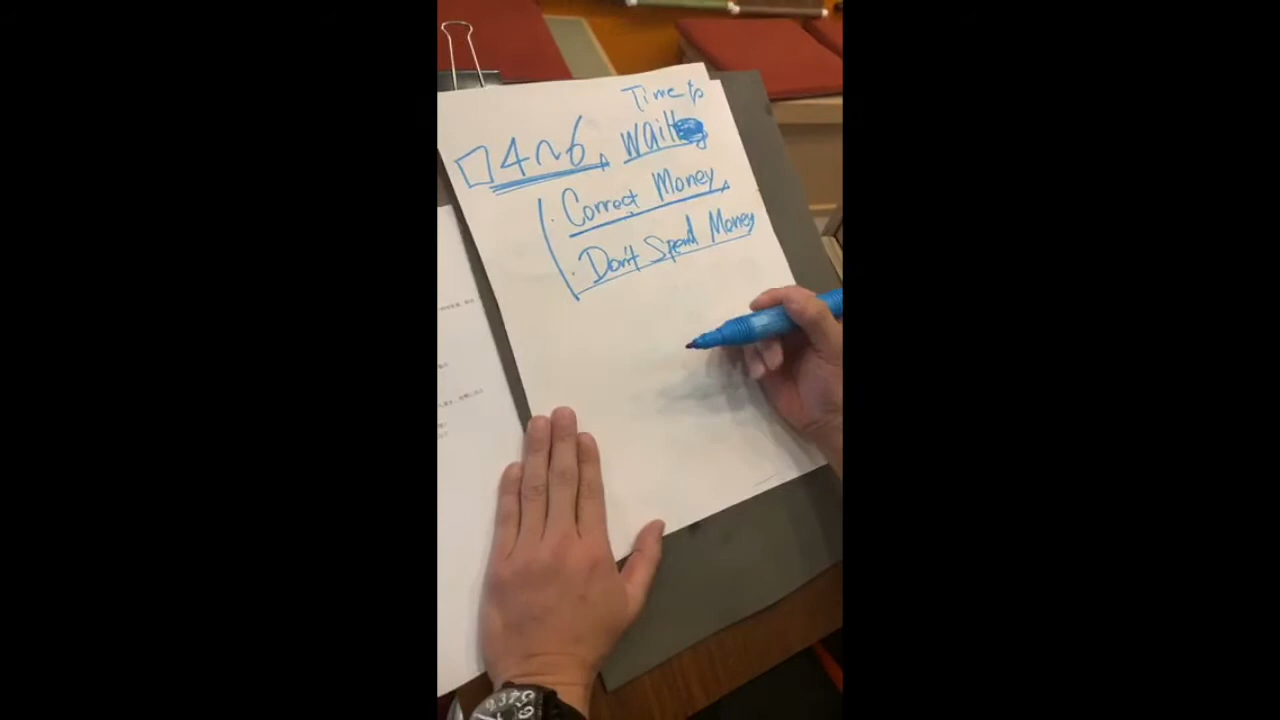 Time to
□ 4~6, wait
· Correct Money,
· Don't Spend Money